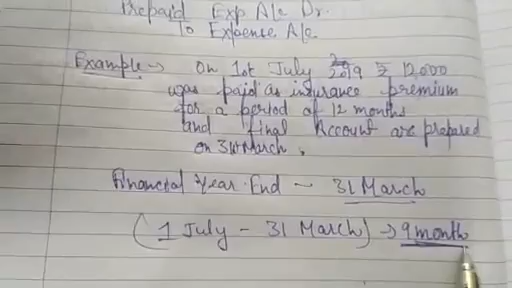 Prepaid Exp A/c Dr.
To Expense A/c
Example → On 1st July 2019 ₹ 12000
was paid as insurance premium
for a period of 12 months
and final Account are prepared
on 31st March.
Financial Year End - 31 March
(1 July - 31 March) → 9 month